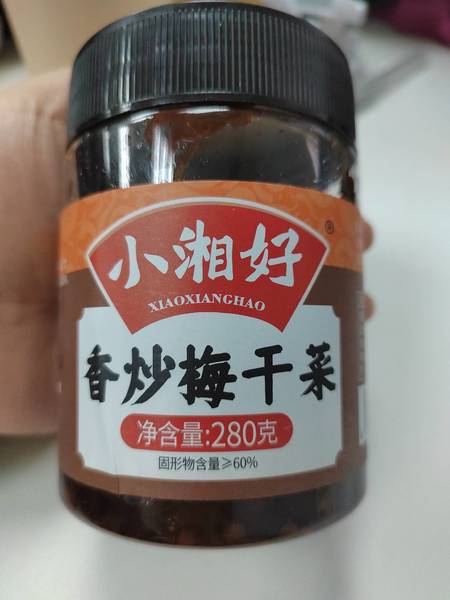 小湘好
®
XIAOXIANGHAO
香炒梅干菜
净含量:280克
固形物含量≥60%